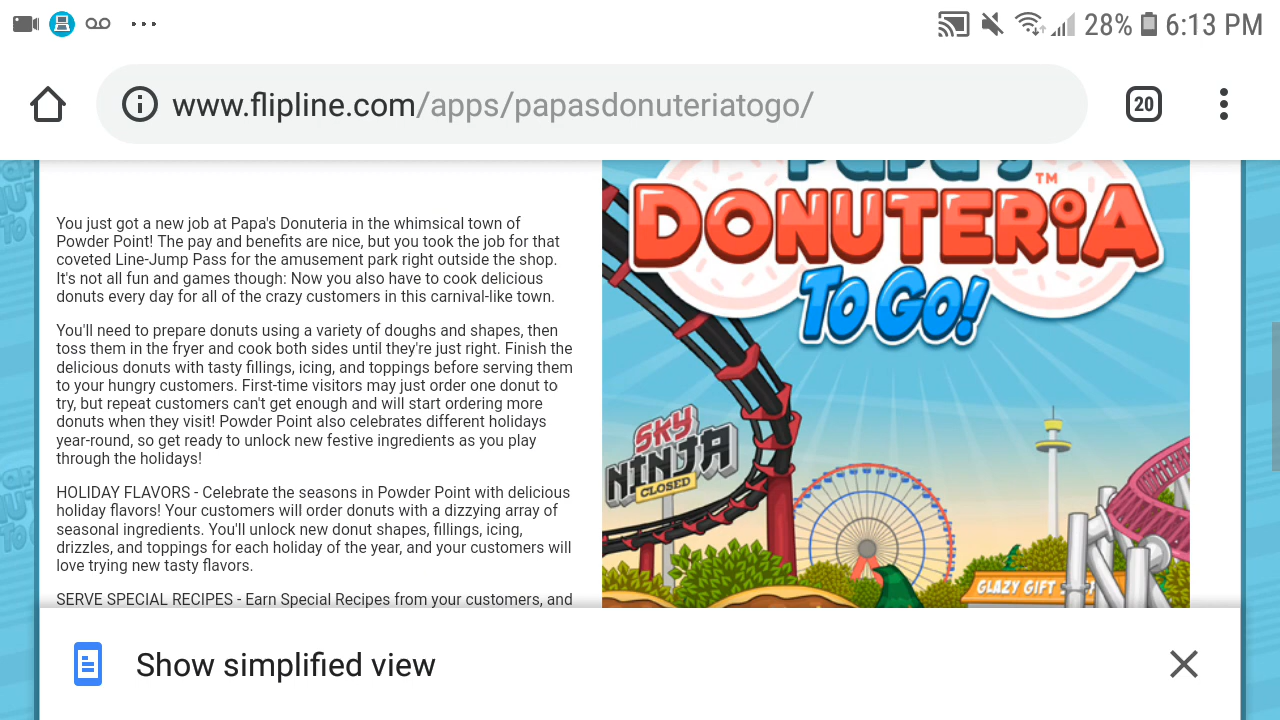 28% 6:13 PM
www.flipline.com/apps/papasdonuteriatogo/
20
You just got a new job at Papa's Donuteria in the whimsical town of
Powder Point! The pay and benefits are nice, but you took the job for that
coveted Line-Jump Pass for the amusement park right outside the shop.
It's not all fun and games though: Now you also have to cook delicious
donuts every day for all of the crazy customers in this carnival-like town.
You'll need to prepare donuts using a variety of doughs and shapes, then
toss them in the fryer and cook both sides until they're just right. Finish the
delicious donuts with tasty fillings, icing, and toppings before serving them
to your hungry customers. First-time visitors may just order one donut to
try, but repeat customers can't get enough and will start ordering more
donuts when they visit! Powder Point also celebrates different holidays
year-round, so get ready to unlock new festive ingredients as you play
through the holidays!
HOLIDAY FLAVORS - Celebrate the seasons in Powder Point with delicious
holiday flavors! Your customers will order donuts with a dizzying array of
seasonal ingredients. You'll unlock new donut shapes, fillings, icing,
drizzles, and toppings for each holiday of the year, and your customers will
love trying new tasty flavors.
SERVE SPECIAL RECIPES - Earn Special Recipes from your customers, and
Papa's
DONUTERIA TM
TO GO!
SKY
NINJA
CLOSED
GLAZY GIFT
Show simplified view